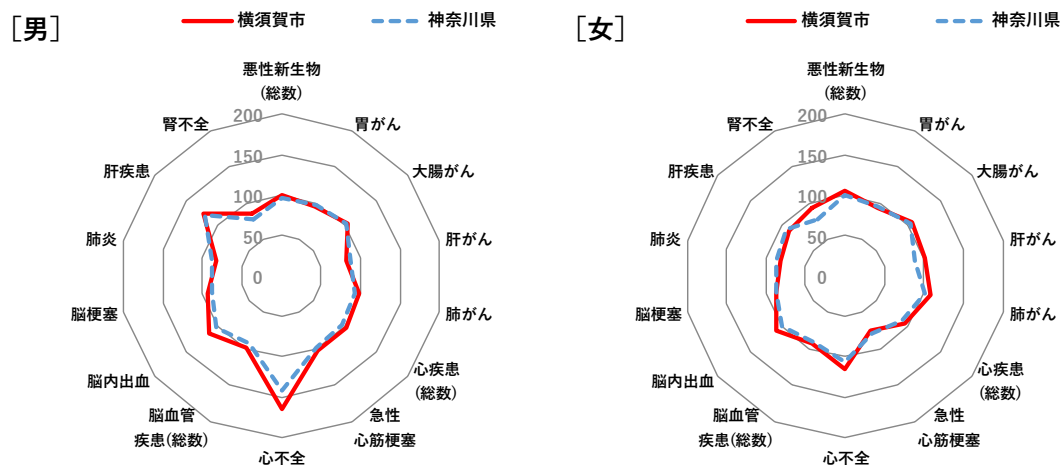 [男]
横須賀市
神奈川県
悪性新生物
(総数)
胃がん
大腸がん
肝がん
肺がん
心疾患
(総数)
急性
心筋梗塞
心不全
脳血管
疾患(総数)
脳内出血
脳梗塞
肺炎
肝疾患
腎不全
200
150
100
50
0
[女]
横須賀市
神奈川県
悪性新生物
(総数)
胃がん
大腸がん
肝がん
肺がん
心疾患
(総数)
急性
心筋梗塞
心不全
脳血管
疾患(総数)
脳内出血
脳梗塞
肺炎
肝疾患
腎不全
200
150
100
50
0